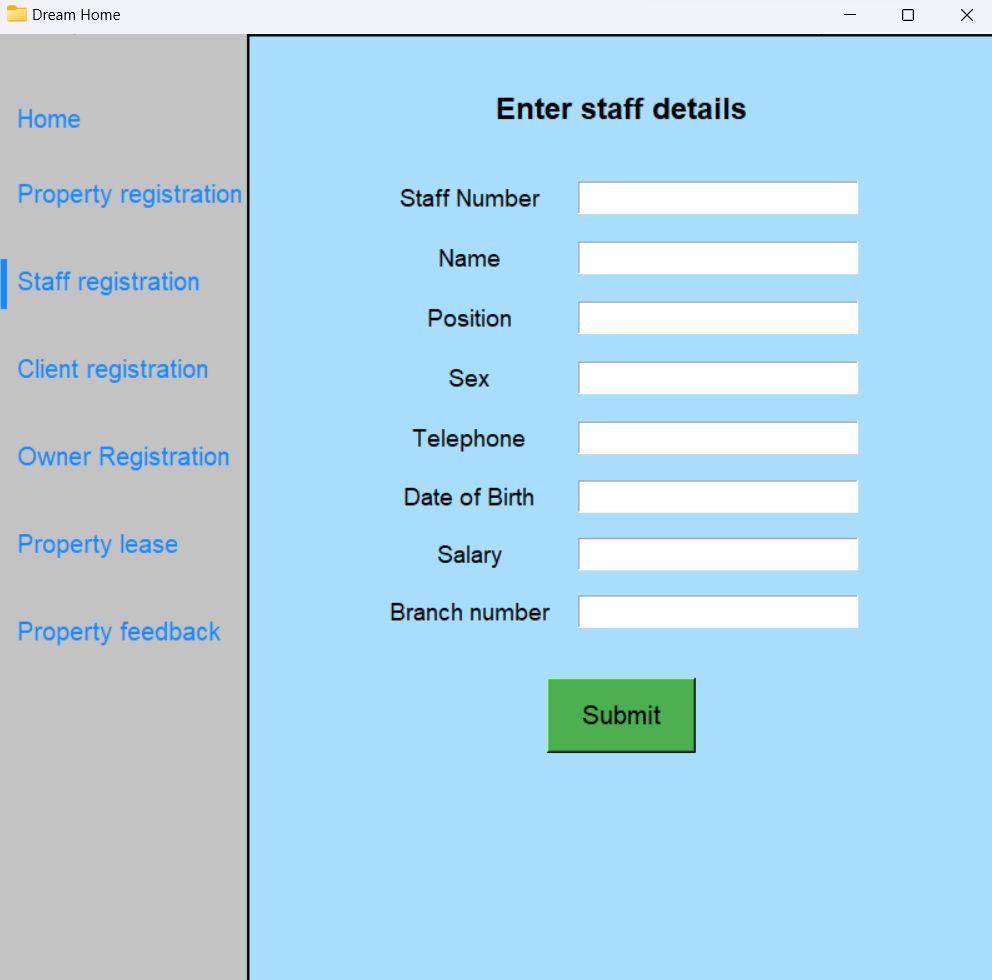 Dream Home
Home
Property registration
Staff registration
Client registration
Owner Registration
Property lease
Property feedback
Enter staff details
Staff Number
Name
Position
Sex
Telephone
Date of Birth
Salary
Branch number
Submit